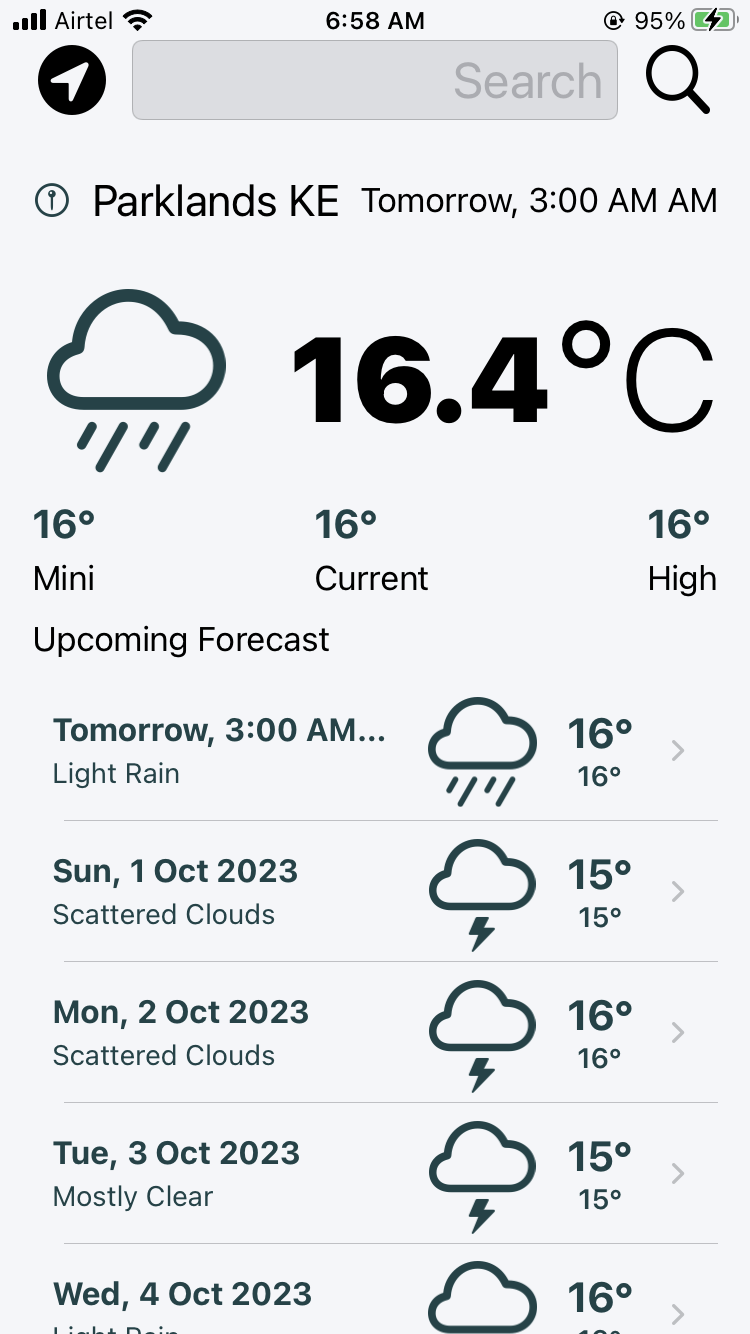 Airtel 6:58 AM 95%
Search
Parklands KE Tomorrow, 3:00 AM AM
16.4°C
16° 16° 16°
Mini Current High
Upcoming Forecast
Tomorrow, 3:00 AM... 16°
Light Rain 16°
Sun, 1 Oct 2023 15°
Scattered Clouds 15°
Mon, 2 Oct 2023 16°
Scattered Clouds 16°
Tue, 3 Oct 2023 15°
Mostly Clear 15°
Wed, 4 Oct 2023 16°
Light Rain